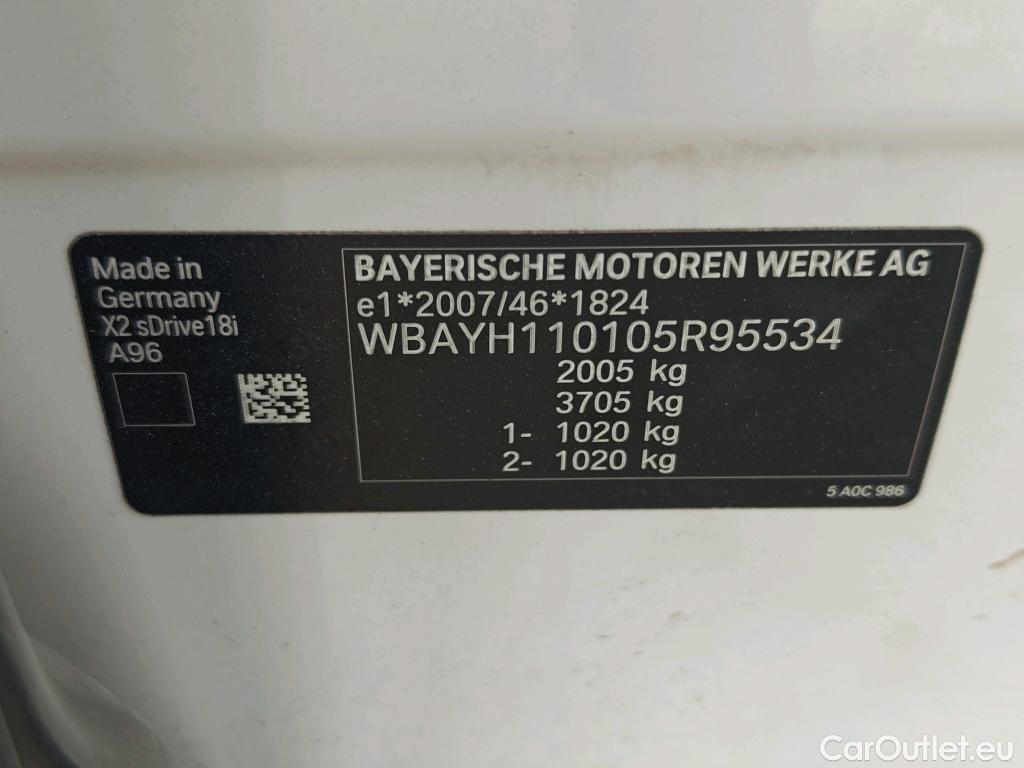 Made in
Germany
X2 sDrive18i
A96
BAYERISCHE MOTOREN WERKE AG
e1*2007/46*1824
WBAYH110105R95534
2005 kg
3705 kg
1- 1020 kg
2- 1020 kg
5 A0C 986
CarOutlet.eu